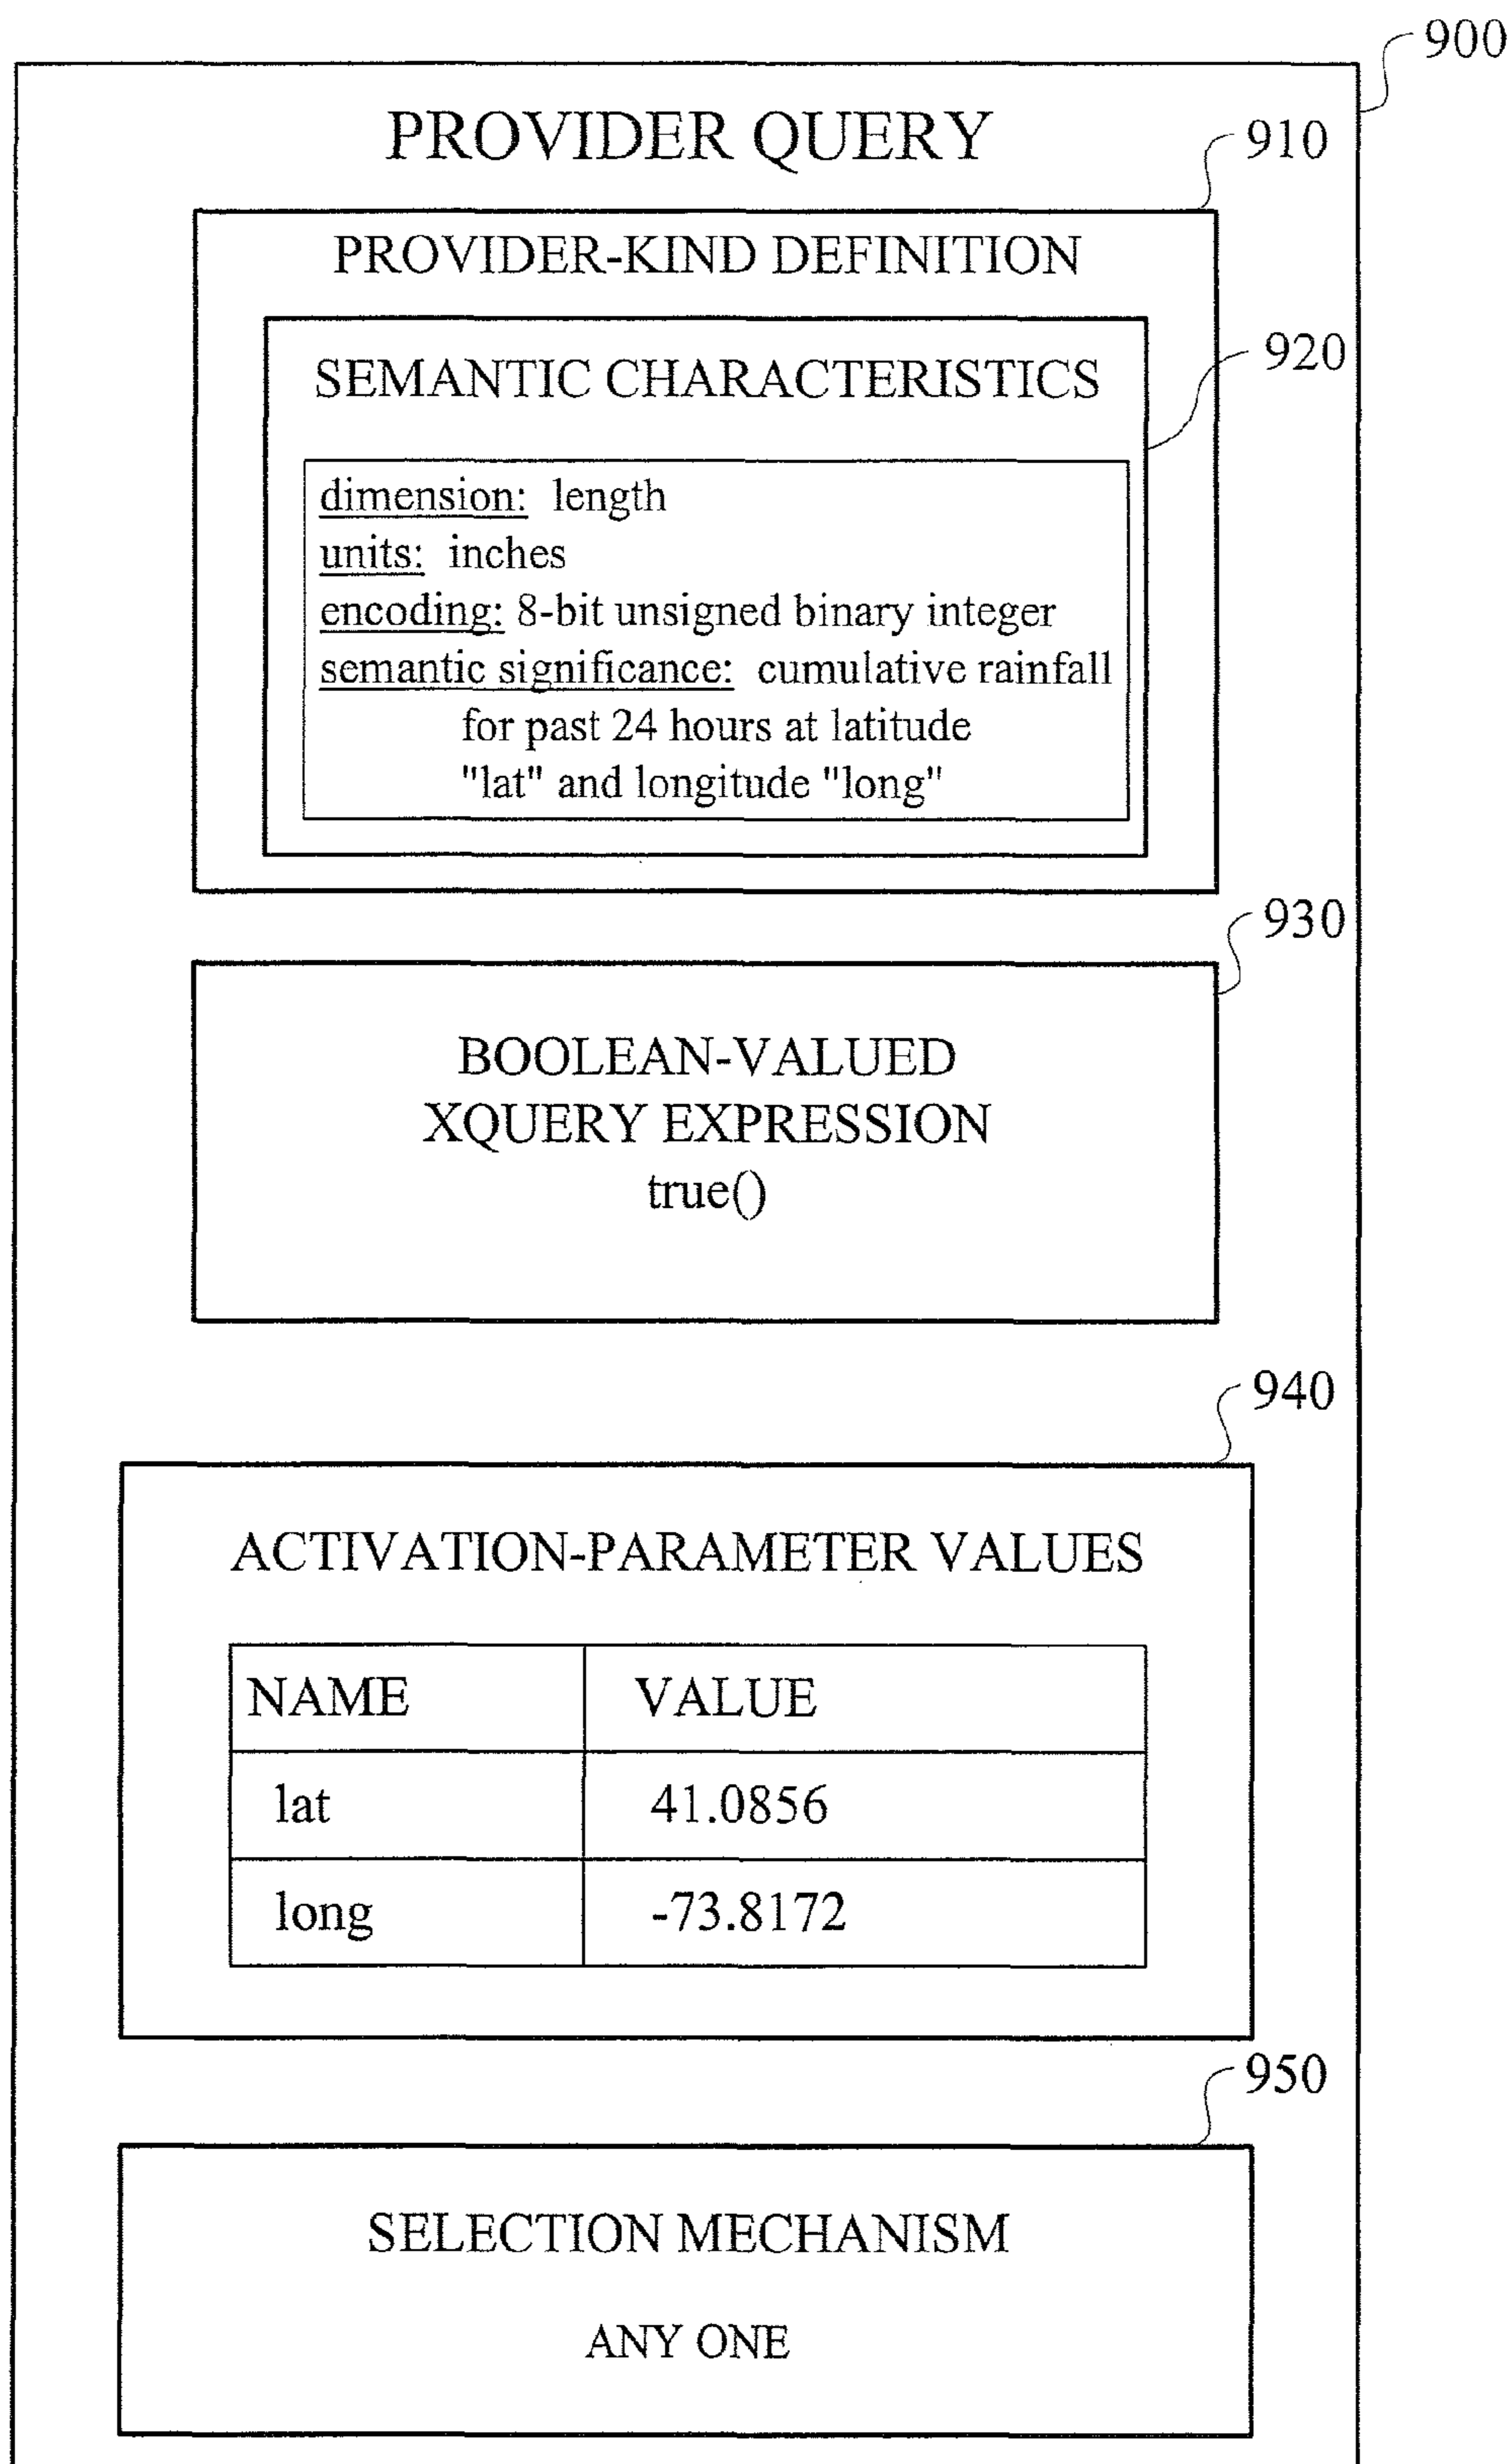 900
PROVIDER QUERY
910
PROVIDER-KIND DEFINITION
920
SEMANTIC CHARACTERISTICS
dimension: length
units: inches
encoding: 8-bit unsigned binary integer
semantic significance: cumulative rainfall
for past 24 hours at latitude
"lat" and longitude "long"
930
BOOLEAN-VALUED
XQUERY EXPRESSION
true()
940
ACTIVATION-PARAMETER VALUES
NAME VALUE
lat 41.0856
long -73.8172
950
SELECTION MECHANISM
ANY ONE